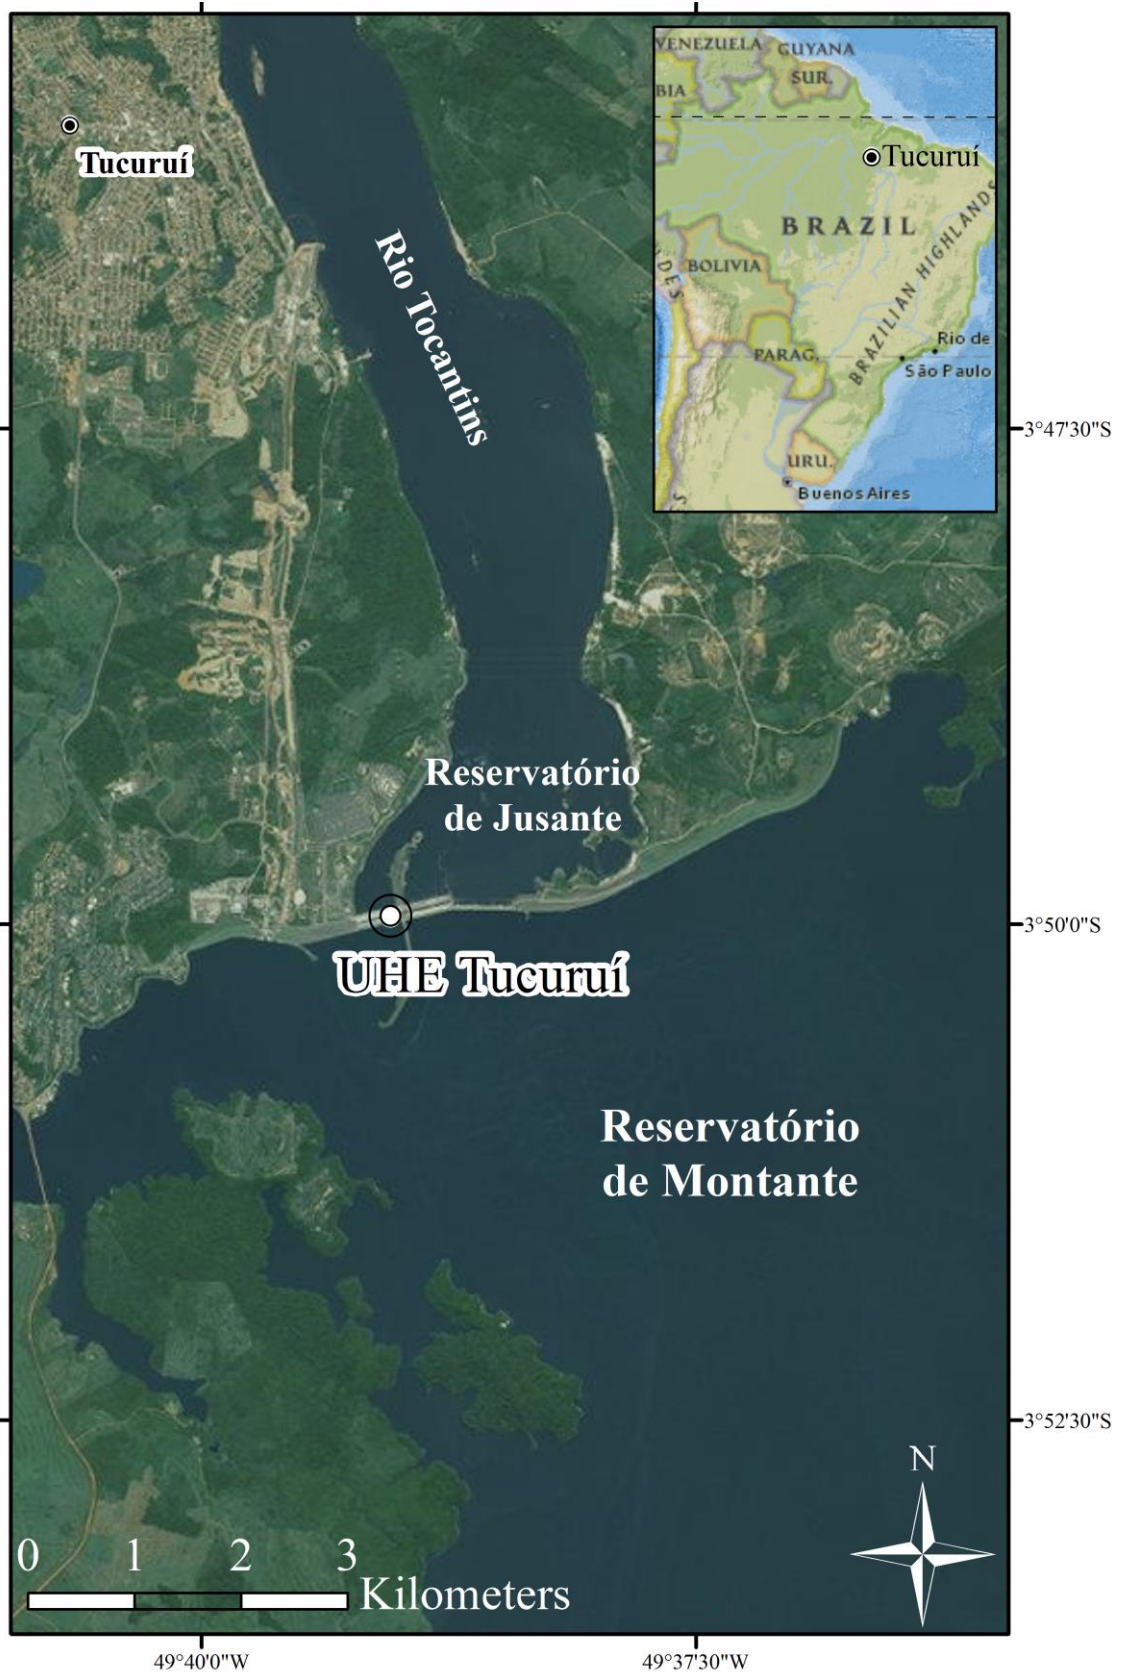 Tucuruí
Rio Tocantins
VENEZUELA
GUYANA
SUR.
BIA
Tucuruí
BRAZIL
BOLIVIA
DES
PARAG.
BRAZILIAN HIGHLANDS
Rio de
São Paulo
URU.
Buenos Aires
S
3°47'30"S
Reservatório
de Jusante
3°50'0"S
UHE Tucuruí
Reservatório
de Montante
3°52'30"S
N
0 1 2 3
Kilometers
49°40'0"W
49°37'30"W